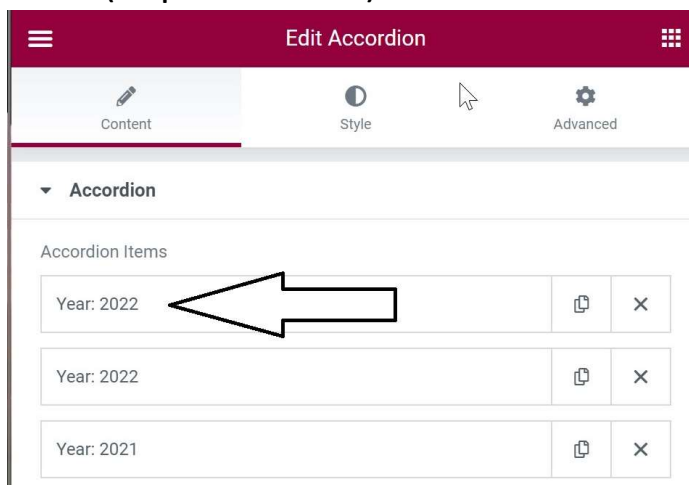 Edit Accordion
Content
Style
Advanced
Accordion
Accordion Items
Year: 2022
Year: 2022
Year: 2021